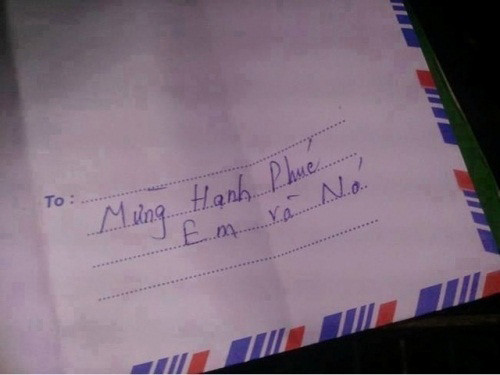 To:
Mừng Hạnh Phúc
Em và Nó